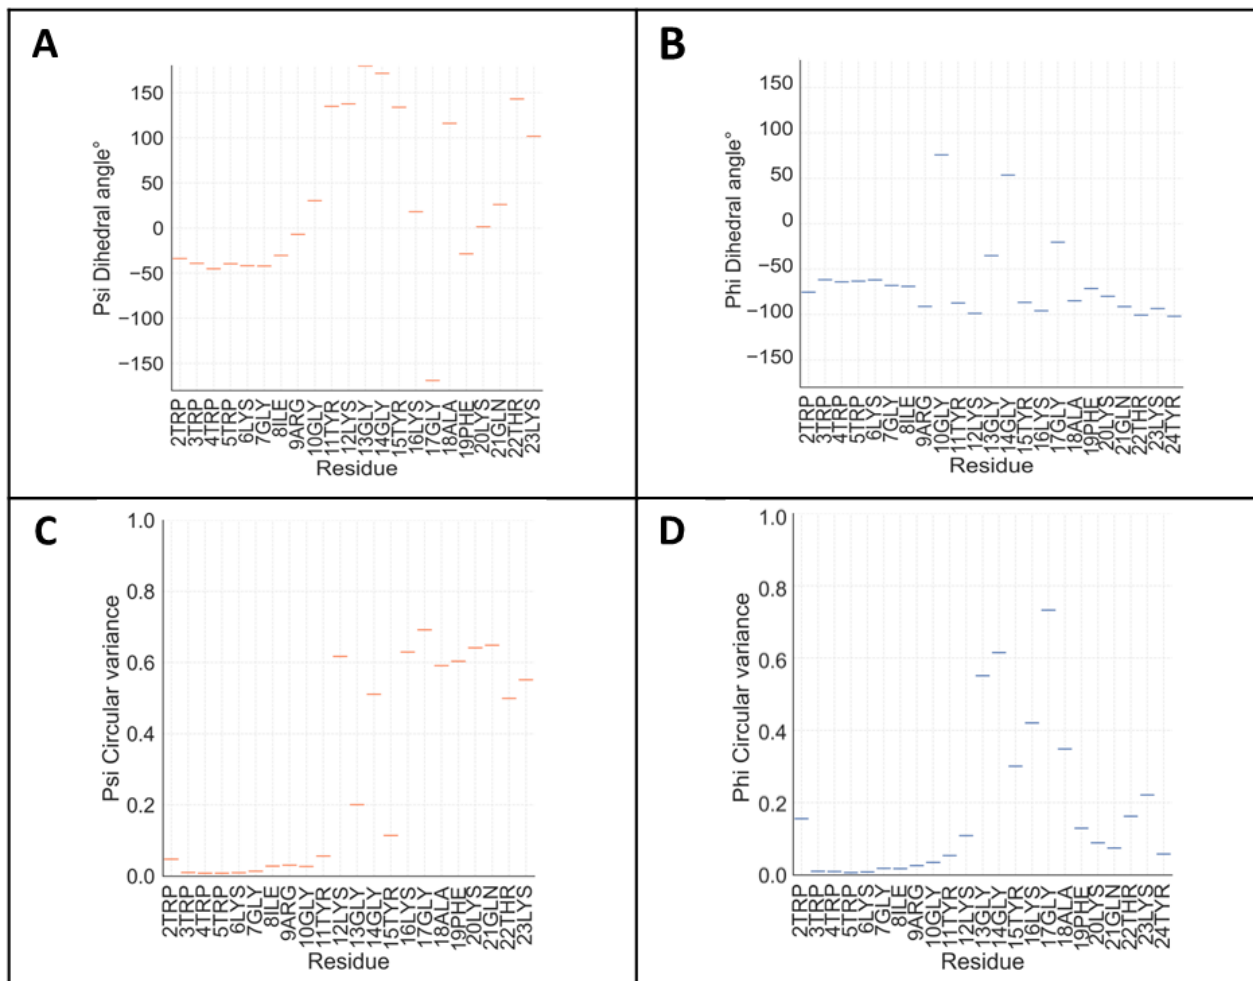 A
Psi Dihedral angle°
150
100
50
0
−50
−100
−150
2TRP
3TRP
4TRP
5TRP
6LYS
7GLY
8ILE
9ARG
10GLY
11TYR
12LYS
13GLY
14GLY
15TYR
16LYS
17GLY
18ALA
19PHE
20LYS
21GLN
22THR
23LYS
Residue
B
Phi Dihedral angle°
150
100
50
0
−50
−100
−150
2TRP
3TRP
4TRP
5TRP
6LYS
7GLY
8ILE
9ARG
10GLY
11TYR
12LYS
13GLY
14GLY
15TYR
16LYS
17GLY
18ALA
19PHE
20LYS
21GLN
22THR
23LYS
24TYR
Residue
C
Psi Circular variance
1.0
0.8
0.6
0.4
0.2
0.0
2TRP
3TRP
4TRP
5TRP
6LYS
7GLY
8ILE
9ARG
10GLY
11TYR
12LYS
13GLY
14GLY
15TYR
16LYS
17GLY
18ALA
19PHE
20LYS
21GLN
22THR
23LYS
Residue
D
Phi Circular variance
1.0
0.8
0.6
0.4
0.2
0.0
2TRP
3TRP
4TRP
5TRP
6LYS
7GLY
8ILE
9ARG
10GLY
11TYR
12LYS
13GLY
14GLY
15TYR
16LYS
17GLY
18ALA
19PHE
20LYS
21GLN
22THR
23LYS
24TYR
Residue